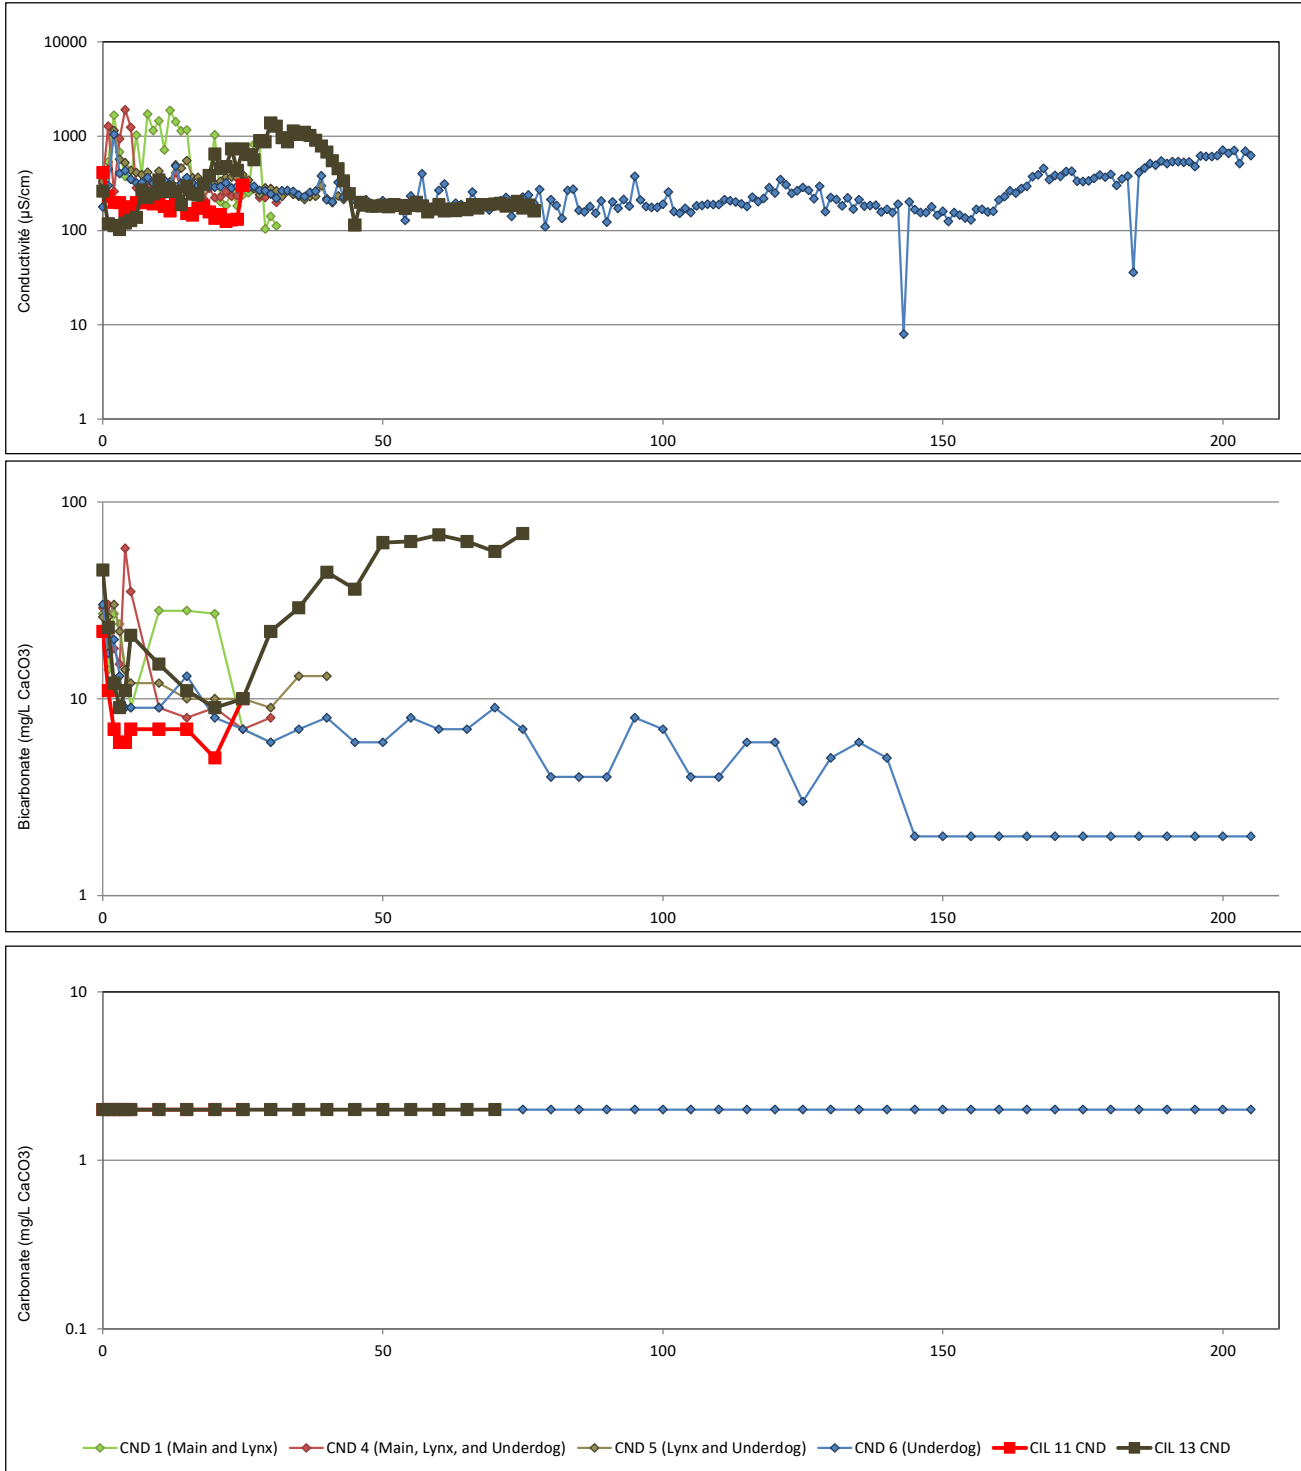 Conductivité (µS/cm)
10000
1000
100
10
1
0 50 100 150 200
Bicarbonate (mg/L CaCO3)
100
10
1
0 50 100 150 200
Carbonate (mg/L CaCO3)
10
1
0.1
0 50 100 150 200
CND 1 (Main and Lynx) CND 4 (Main, Lynx, and Underdog) CND 5 (Lynx and Underdog) CND 6 (Underdog) CIL 11 CND CIL 13 CND